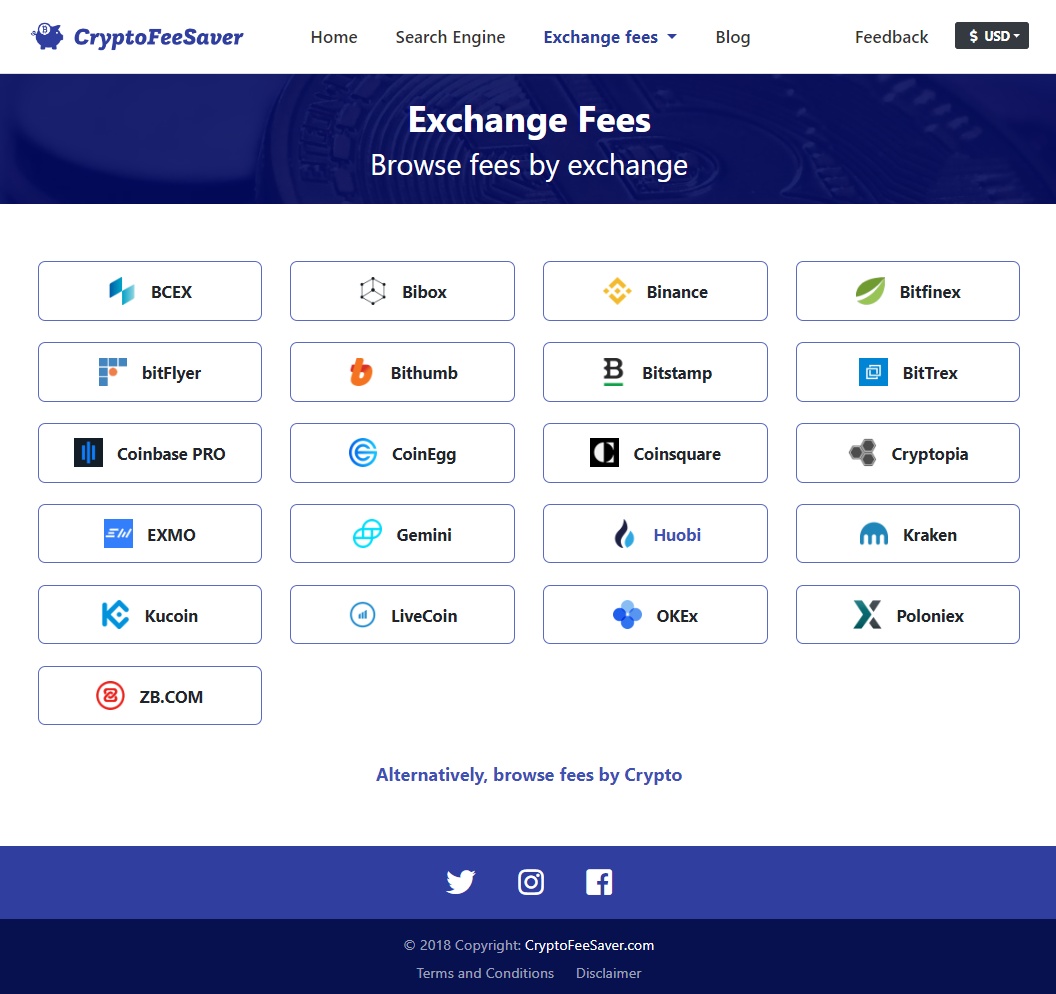 CryptoFeeSaver Home Search Engine Exchange fees Blog Feedback $ USD
Exchange Fees
Browse fees by exchange
BCEX Bibox Binance Bitfinex
bitFlyer Bithumb Bitstamp BitTrex
Coinbase PRO CoinEgg Coinsquare Cryptopia
EXMO Gemini Huobi Kraken
Kucoin LiveCoin OKEx Poloniex
ZB.COM
Alternatively, browse fees by Crypto
© 2018 Copyright: CryptoFeeSaver.com
Terms and Conditions Disclaimer